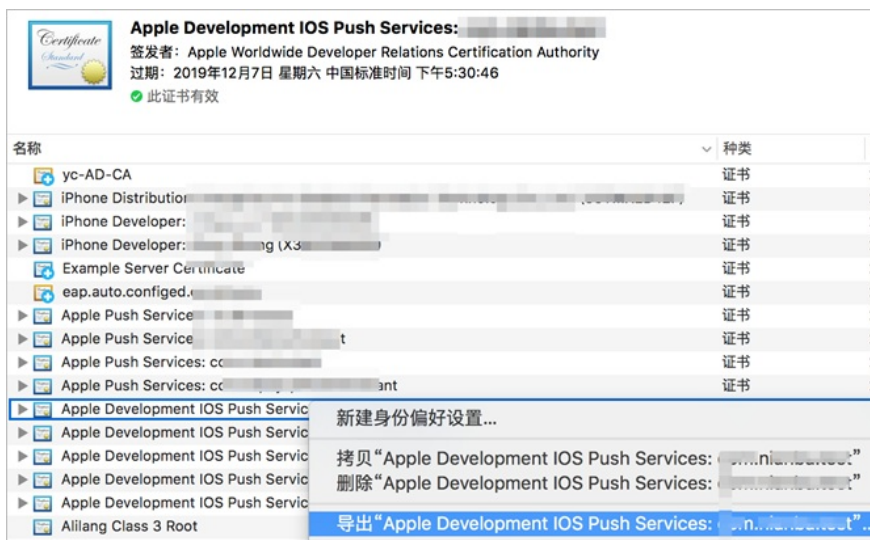 Certificate
Standard
Apple Development IOS Push Services:
签发者：Apple Worldwide Developer Relations Certification Authority
过期：2019年12月7日 星期六 中国标准时间 下午5:30:46
此证书有效
名称 种类
yc-AD-CA 证书
iPhone Distribution 证书
iPhone Developer: 证书
iPhone Developer: ng (X3 证书
Example Server Certificate 证书
eap.auto.configed. 证书
Apple Push Service 证书
Apple Push Service t 证书
Apple Push Services: co 证书
Apple Push Services: co ant 证书
Apple Development IOS Push Servic
新建身份偏好设置...
Apple Development IOS Push Servic
Apple Development IOS Push Servic
拷贝“Apple Development IOS Push Services: ”
Apple Development IOS Push Servic
删除“Apple Development IOS Push Services: ”
Apple Development IOS Push Servic
Alilang Class 3 Root
导出“Apple Development IOS Push Services: ”...